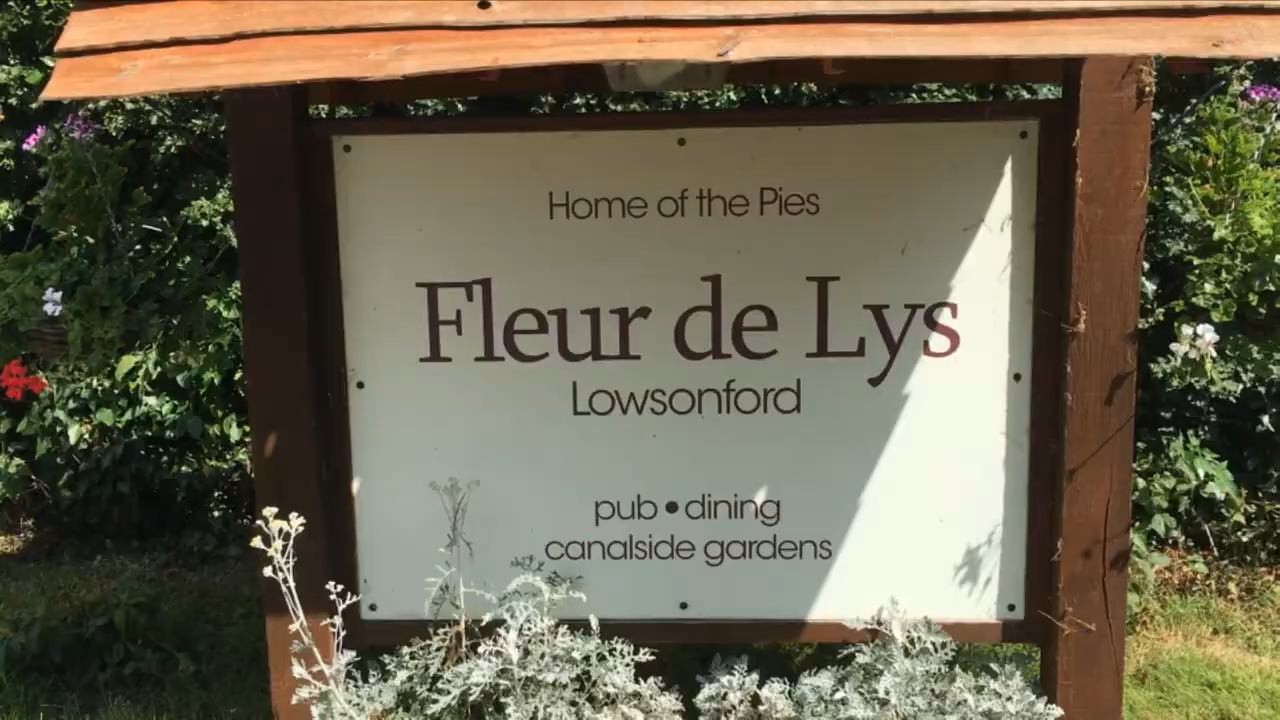 Home of the Pies
Fleur de Lys
Lowsonford
pub • dining
canalside gardens